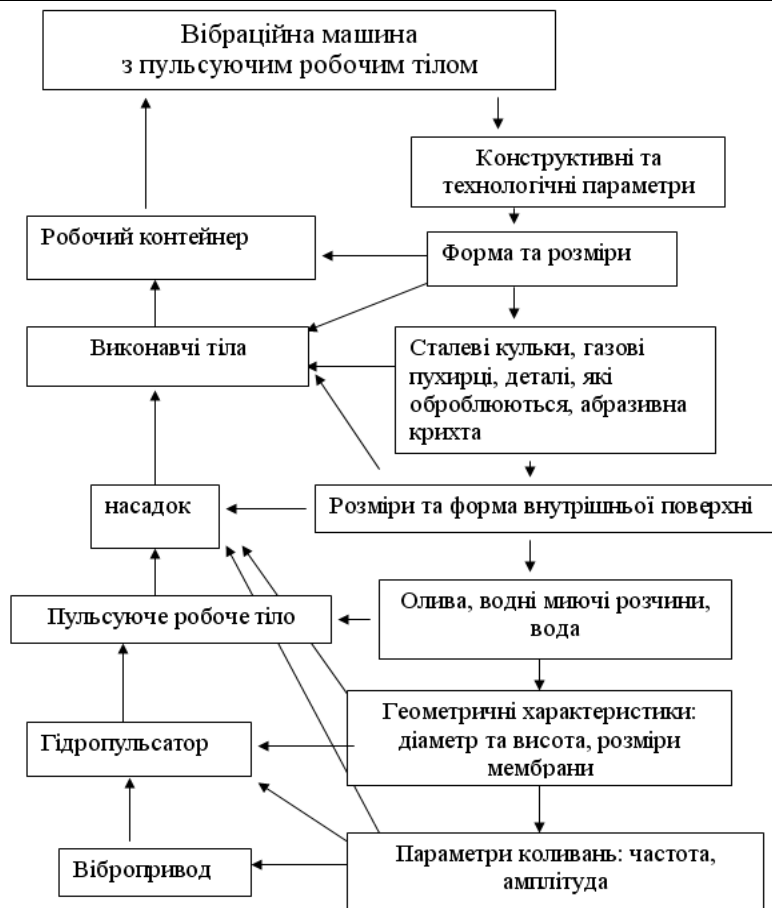 Вібраційна машина
з пульсуючим робочим тілом
Конструктивні та
технологічні параметри
Робочий контейнер
Форма та розміри
Виконавчі тіла
Сталеві кульки, газові
пухирці, деталі, які
оброблюються, абразивна
крихта
насадок
Розміри та форма внутрішньої поверхні
Пульсуюче робоче тіло
Олива, водні миючі розчини,
вода
Гідропульсатор
Геометричні характеристики:
діаметр та висота, розміри
мембрани
Вібропривод
Параметри коливань: частота,
амплітуда